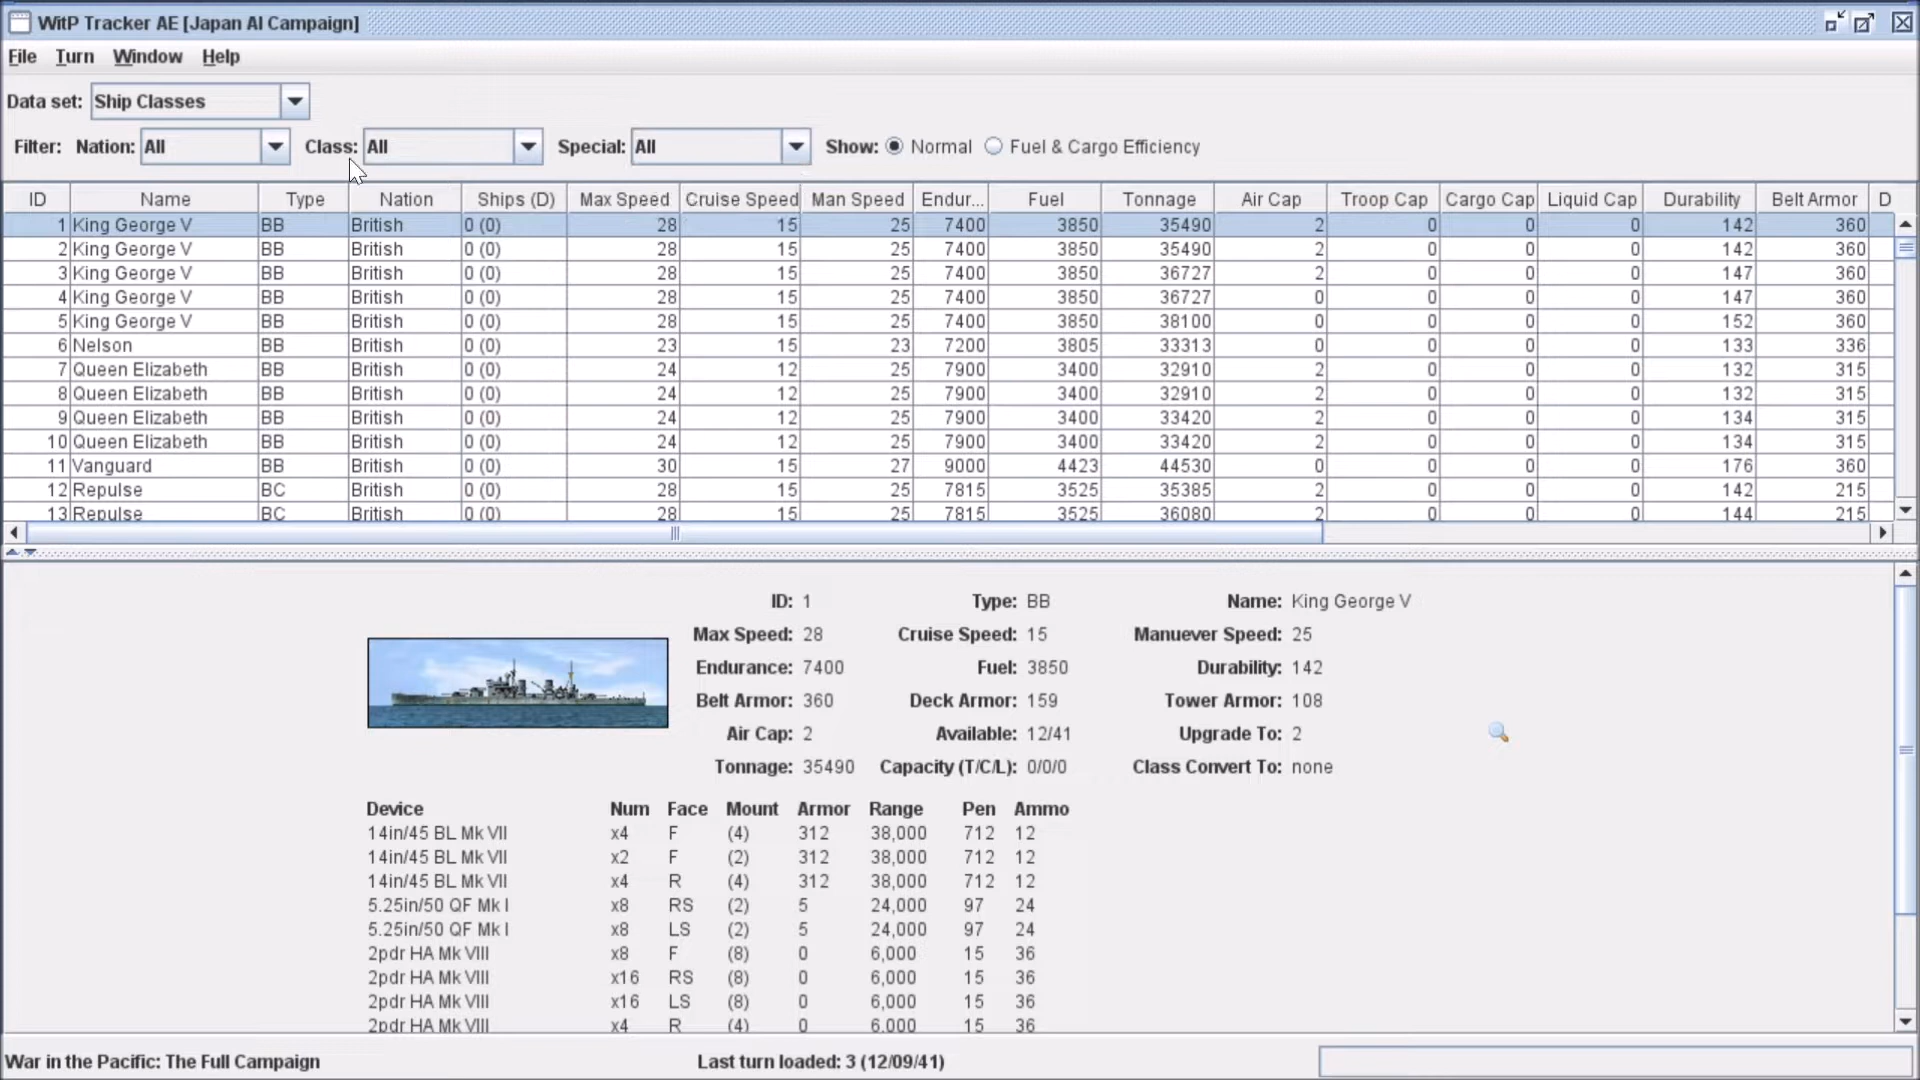 WitP Tracker AE [Japan AI Campaign]
File Turn Window Help
Data set: Ship Classes
Filter: Nation: All Class: All Special: All Show: Normal Fuel & Cargo Efficiency
ID Name Type Nation Ships (D) Max Speed Cruise Speed Man Speed Endur... Fuel Tonnage Air Cap Troop Cap Cargo Cap Liquid Cap Durability Belt Armor D
1 King George V BB British 0 (0) 28 15 25 7400 3850 35490 2 0 0 0 142 360
2 King George V BB British 0 (0) 28 15 25 7400 3850 35490 2 0 0 0 142 360
3 King George V BB British 0 (0) 28 15 25 7400 3850 36727 2 0 0 0 147 360
4 King George V BB British 0 (0) 28 15 25 7400 3850 36727 0 0 0 0 147 360
5 King George V BB British 0 (0) 28 15 25 7400 3850 38100 0 0 0 0 152 360
6 Nelson BB British 0 (0) 23 15 23 7200 3805 33313 0 0 0 0 133 336
7 Queen Elizabeth BB British 0 (0) 24 12 25 7900 3400 32910 2 0 0 0 132 315
8 Queen Elizabeth BB British 0 (0) 24 12 25 7900 3400 32910 2 0 0 0 132 315
9 Queen Elizabeth BB British 0 (0) 24 12 25 7900 3400 33420 2 0 0 0 134 315
10 Queen Elizabeth BB British 0 (0) 24 12 25 7900 3400 33420 2 0 0 0 134 315
11 Vanguard BB British 0 (0) 30 15 27 9000 4423 44530 0 0 0 0 176 360
12 Repulse BC British 0 (0) 28 15 25 7815 3525 35385 2 0 0 0 142 215
13 Repulse BC British 0 (0) 28 15 25 7815 3525 36080 2 0 0 0 144 215
ID: 1 Type: BB Name: King George V
Max Speed: 28 Cruise Speed: 15 Manuever Speed: 25
Endurance: 7400 Fuel: 3850 Durability: 142
Belt Armor: 360 Deck Armor: 159 Tower Armor: 108
Air Cap: 2 Available: 12/41 Upgrade To: 2
Tonnage: 35490 Capacity (T/C/L): 0/0/0 Class Convert To: none
Device Num Face Mount Armor Range Pen Ammo
14in/45 BL Mk VII x4 F (4) 312 38,000 712 12
14in/45 BL Mk VII x2 F (2) 312 38,000 712 12
14in/45 BL Mk VII x4 R (4) 312 38,000 712 12
5.25in/50 QF Mk I x8 RS (2) 5 24,000 97 24
5.25in/50 QF Mk I x8 LS (2) 5 24,000 97 24
2pdr HA Mk VIII x8 F (8) 0 6,000 15 36
2pdr HA Mk VIII x16 RS (8) 0 6,000 15 36
2pdr HA Mk VIII x16 LS (8) 0 6,000 15 36
2pdr HA Mk VIII x4 R (4) 0 6,000 15 36
War in the Pacific: The Full Campaign Last turn loaded: 3 (12/09/41)